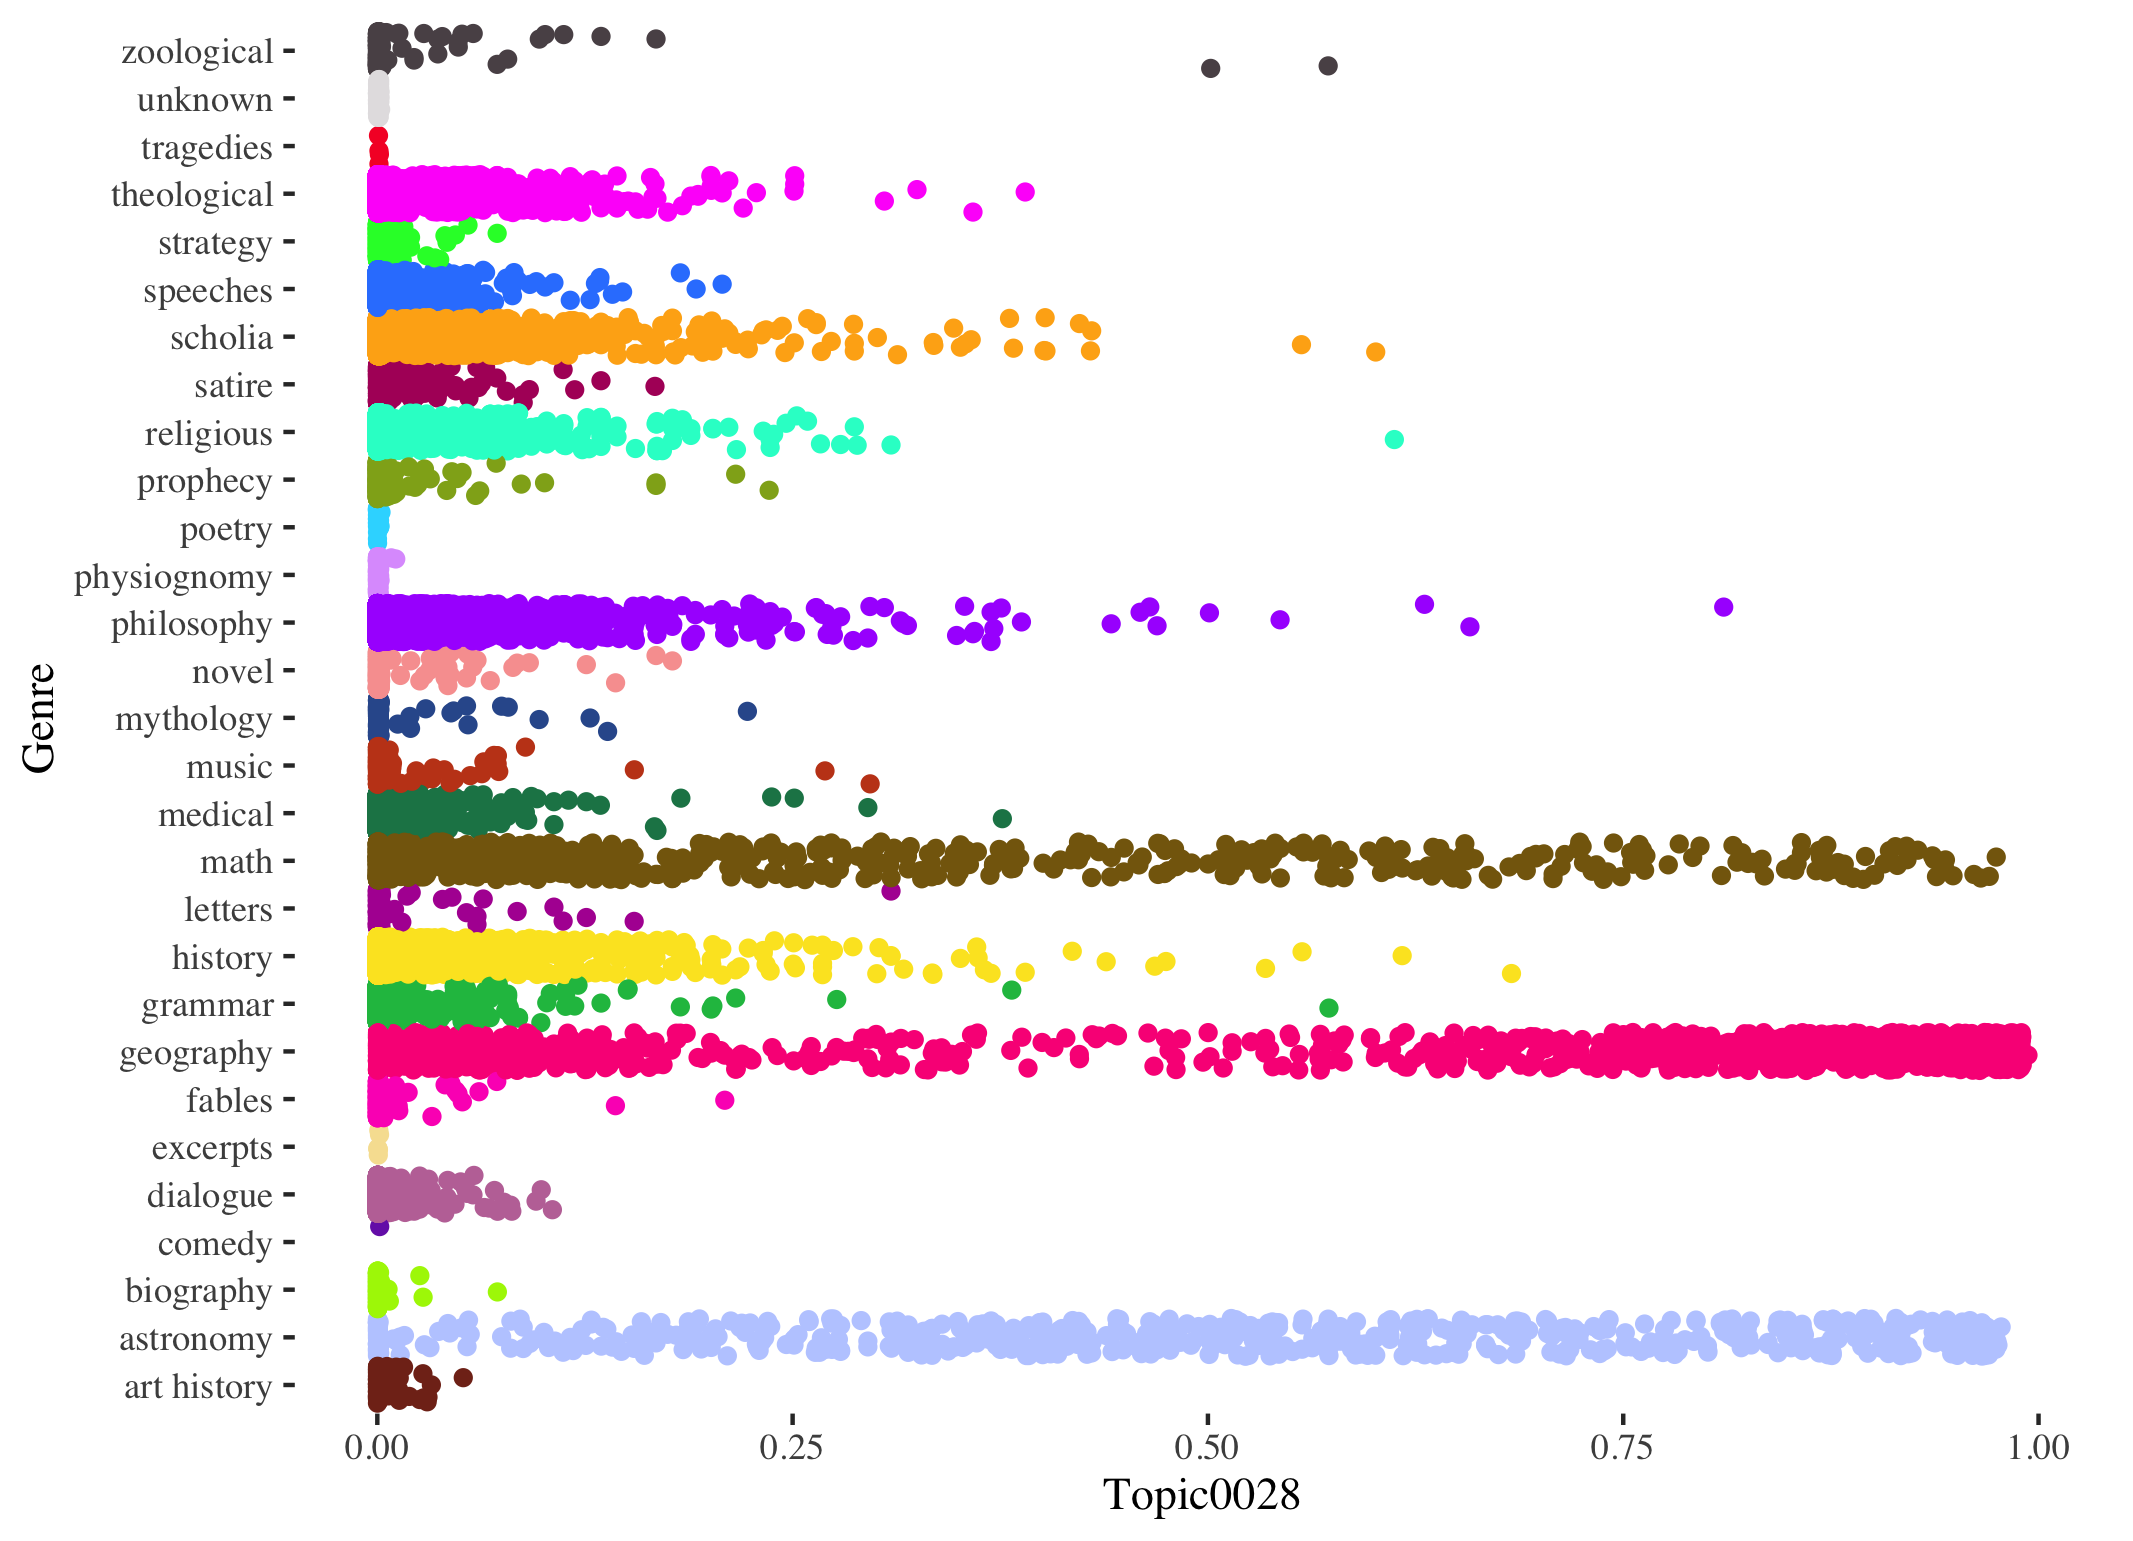 zoological
unknown
tragedies
theological
strategy
speeches
scholia
satire
religious
prophecy
poetry
physiognomy
philosophy
novel
mythology
music
medical
math
letters
history
grammar
geography
fables
excerpts
dialogue
comedy
biography
astronomy
art history
Genre
0.00 0.25 0.50 0.75 1.00
Topic0028